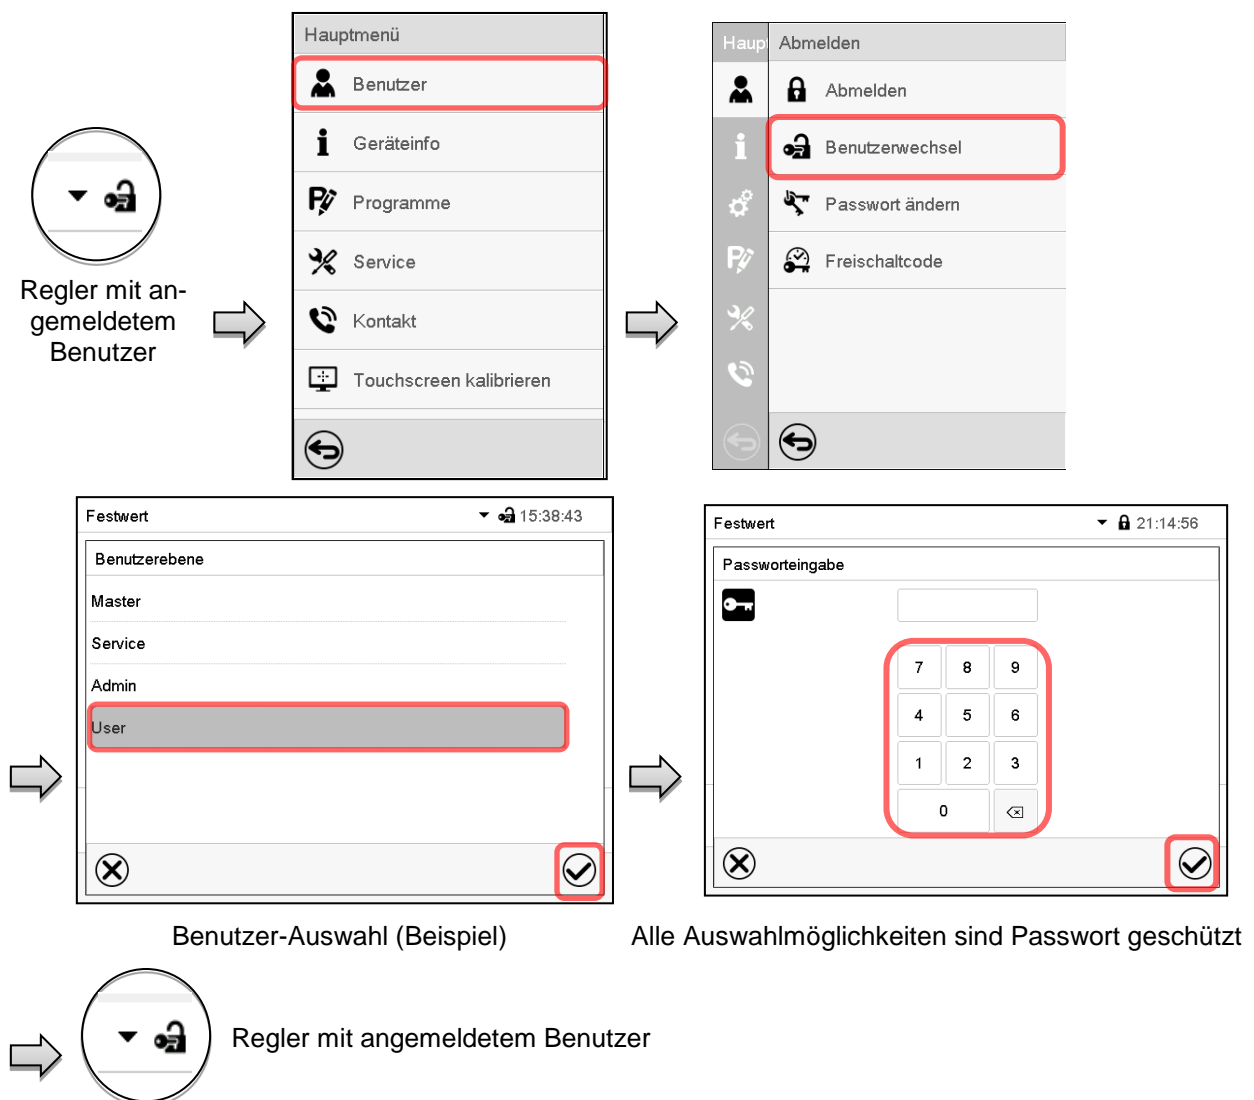 Regler mit an-
gemeldetem
Benutzer
Hauptmenü
Benutzer
Geräteinfo
Programme
Service
Kontakt
Touchscreen kalibrieren
Haup
Abmelden
Abmelden
Benutzerwechsel
Passwort ändern
Freischaltcode
Festwert 15:38:43
Benutzerebene
Master
Service
Admin
User
Benutzer-Auswahl (Beispiel)
Festwert 21:14:56
Passworteingabe
7 8 9
4 5 6
1 2 3
0
Alle Auswahlmöglichkeiten sind Passwort geschützt
Regler mit angemeldetem Benutzer